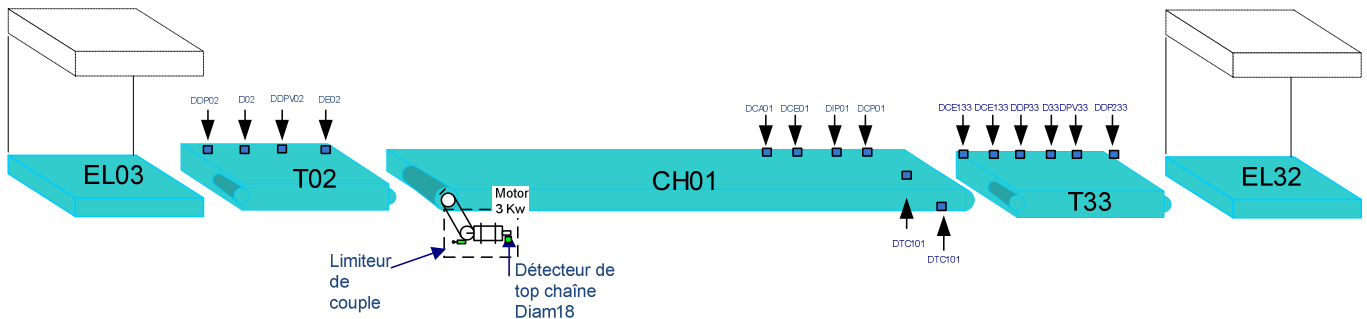 DDP02 D02 DDPV02 DE02
DCA01 DCE01 DIP01 DCP01
DCE133 DCE133 DDP33 D33 DPV33 DDP233
EL03
T02
CH01
T33
EL32
Motor
3 Kw
DTC101
DTC101
Limiteur
de
couple
Détecteur de
top chaîne
Diam18